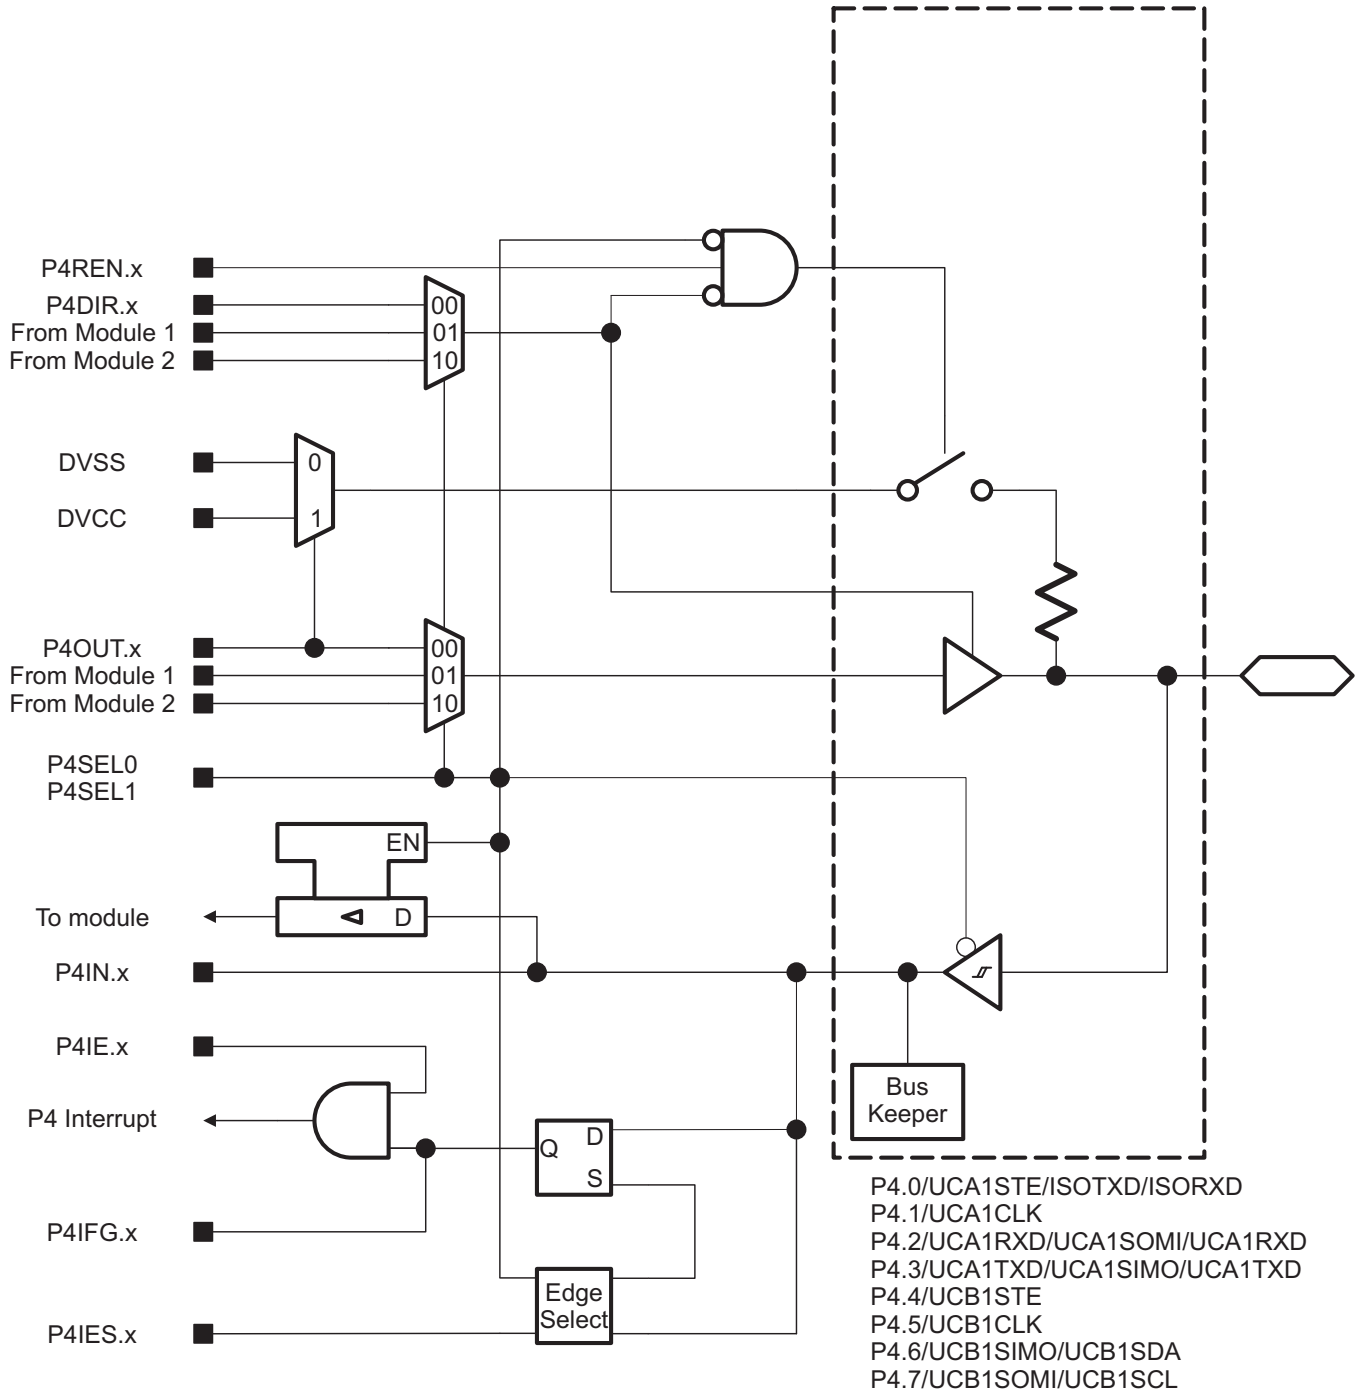 P4REN.x
P4DIR.x
From Module 1
From Module 2
00
01
10
DVSS
DVCC
0
1
P4OUT.x
From Module 1
From Module 2
00
01
10
P4SEL0
P4SEL1
EN
To module
D
P4IN.x
P4IE.x
Bus
Keeper
P4 Interrupt
Q
D
S
P4IFG.x
Edge
Select
P4IES.x
P4.0/UCA1STE/ISOTXD/ISORXD
P4.1/UCA1CLK
P4.2/UCA1RXD/UCA1SOMI/UCA1RXD
P4.3/UCA1TXD/UCA1SIMO/UCA1TXD
P4.4/UCB1STE
P4.5/UCB1CLK
P4.6/UCB1SIMO/UCB1SDA
P4.7/UCB1SOMI/UCB1SCL